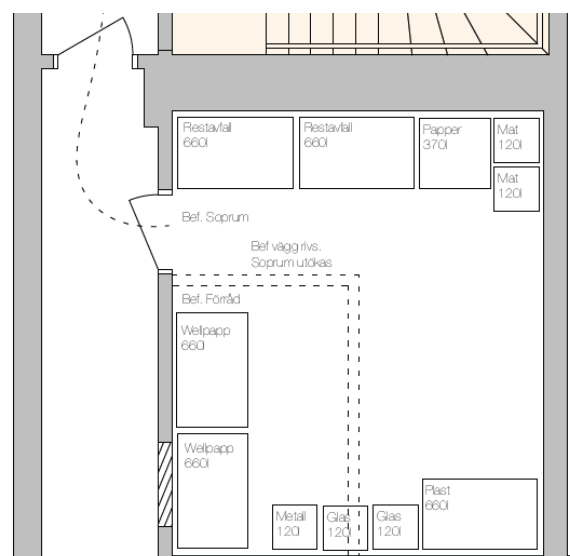 Restavfall
660l
Restavfall
660l
Papper
370l
Mat
120l
Mat
120l
Bef. Soprum
Bef vägg rivs.
Soprum utökas
Bef. Förråd
Wellpapp
660l
Wellpapp
660l
Metall
120l
Glas
120l
Glas
120l
Plast
660l